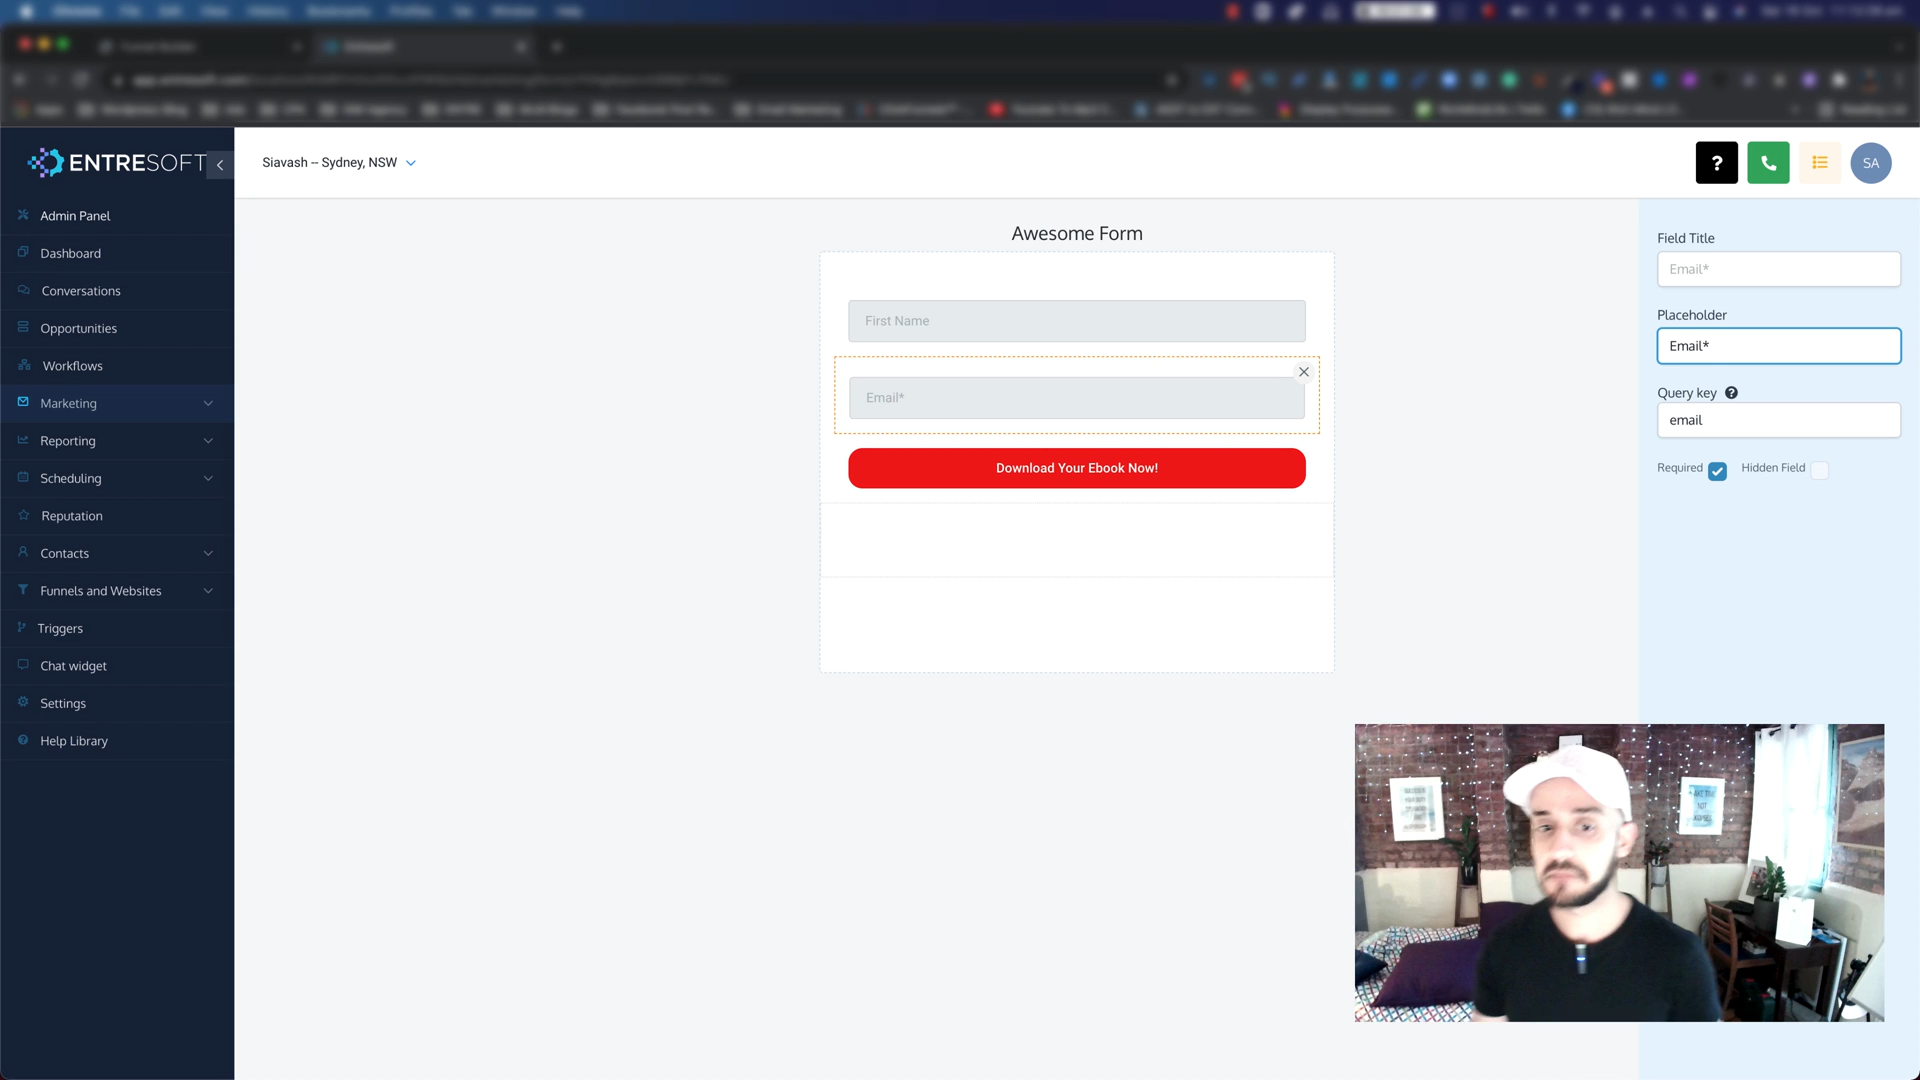 ENTRESOFT
Siavash -- Sydney, NSW
?
SA
Admin Panel
Dashboard
Conversations
Opportunities
Workflows
Marketing
Reporting
Scheduling
Reputation
Contacts
Funnels and Websites
Triggers
Chat widget
Settings
Help Library
Awesome Form
First Name
Email*
Download Your Ebook Now!
Field Title
Email*
Placeholder
Email*
Query key ?
email
Required
Hidden Field